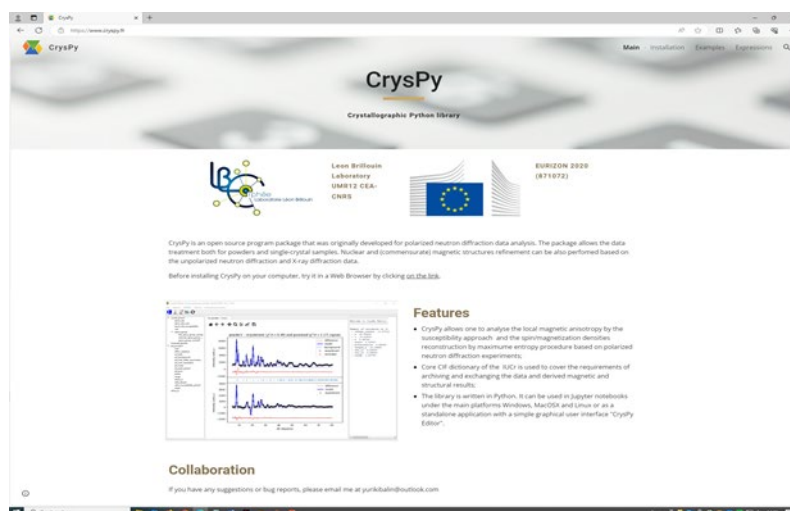 CrysPy
https://www.cryspy.fr
CrysPy
Main Installation Examples Expressions
CrysPy
Crystallographic Python library
Leon Brillouin
Laboratory
UMR12 CEA-
CNRS
EURIZON 2020
(871072)
LLB
Laboratoire Léon Brillouin
CrysPy is an open source program package that was originally developed for polarized neutron diffraction data analysis. The package allows the data
treatment both for powders and single-crystal samples. Nuclear and (commensurate) magnetic structures refinement can be also performed based on
the unpolarized neutron diffraction and X-ray diffraction data.
Before installing CrysPy on your computer, try it in a Web Browser by clicking on the link.
Features
• CrysPy allows one to analyse the local magnetic anisotropy by the
susceptibility approach and the spin/magnetization densities
reconstruction by maximume entropy procedure based on polarized
neutron diffraction experiments;
• Core CIF dictionary of the IUCr is used to cover the requirements of
archiving and exchanging the data and derived magnetic and
structural results;
• The library is written in Python. It can be used in Jupyter notebooks
under the main platforms Windows, MacOSX and Linux or as a
standalone application with a simple graphical user interface "CrysPy
Editor".
Collaboration
If you have any suggestions or bug reports, please email me at yurikibalin@outlook.com